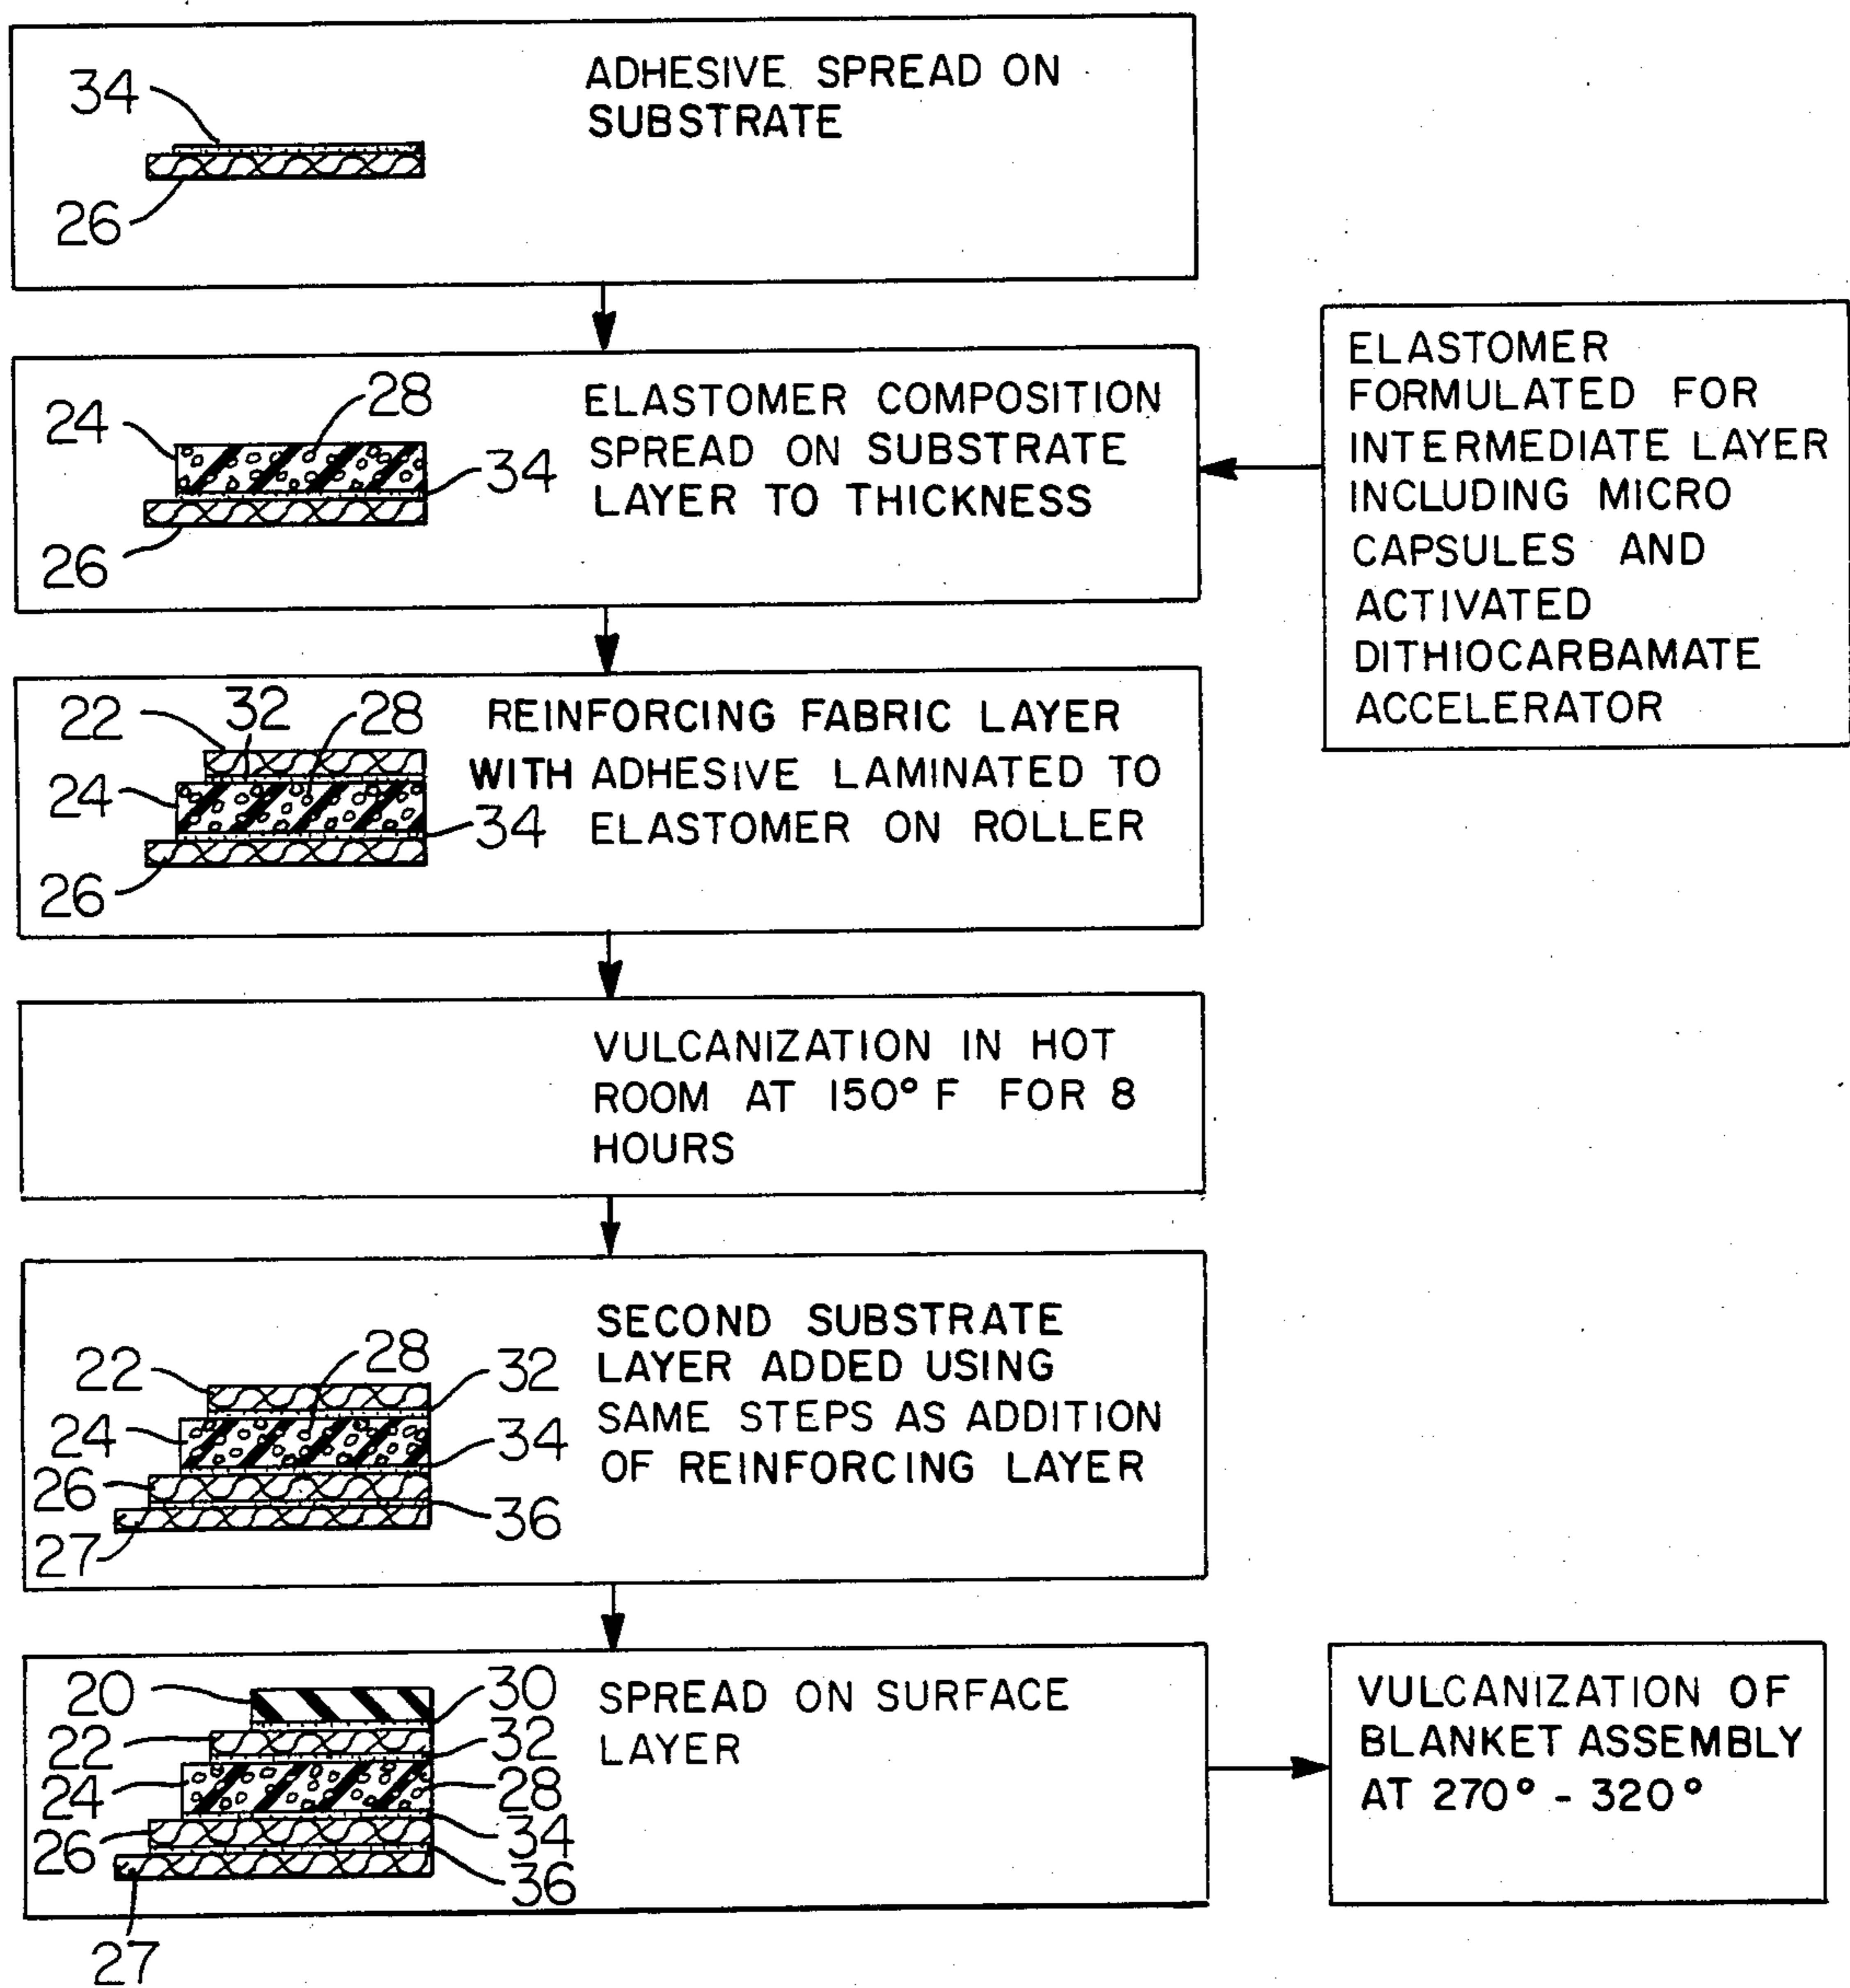 ADHESIVE SPREAD ON
SUBSTRATE
34
26
ELASTOMER COMPOSITION
SPREAD ON SUBSTRATE
LAYER TO THICKNESS
28
24
34
26
ELASTOMER
FORMULATED FOR
INTERMEDIATE LAYER
INCLUDING MICRO
CAPSULES AND
ACTIVATED
DITHIOCARBAMATE
ACCELERATOR
REINFORCING FABRIC LAYER
WITH ADHESIVE LAMINATED TO
ELASTOMER ON ROLLER
22
32
28
24
34
26
VULCANIZATION IN HOT
ROOM AT 150° F FOR 8
HOURS
SECOND SUBSTRATE
LAYER ADDED USING
SAME STEPS AS ADDITION
OF REINFORCING LAYER
28
22
32
24
34
26
36
27
SPREAD ON SURFACE
LAYER
20
30
22
32
24
28
26
34
36
27
VULCANIZATION OF
BLANKET ASSEMBLY
AT 270° - 320°